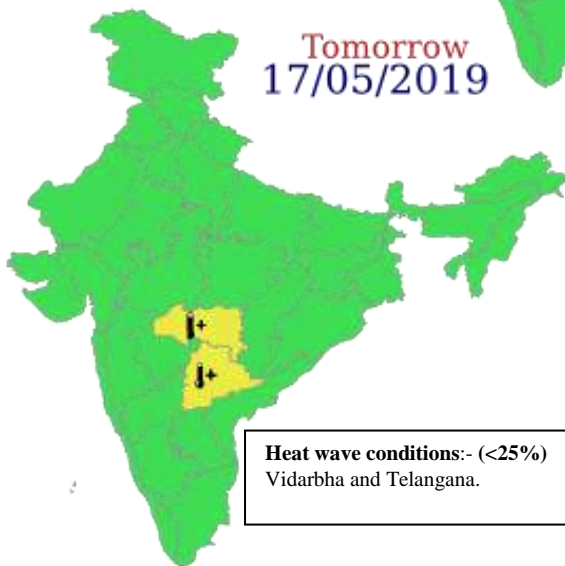 Tomorrow
17/05/2019
Heat wave conditions:- (<25%)
Vidarbha and Telangana.